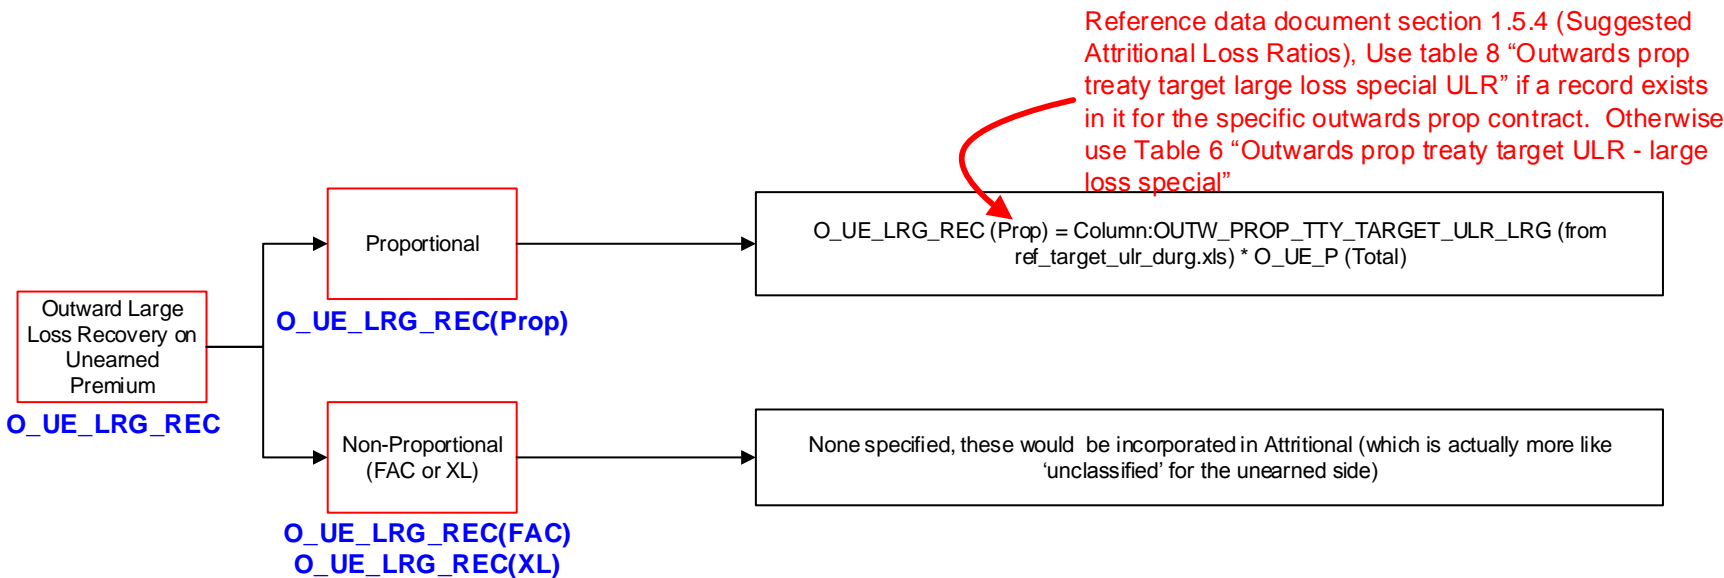 Reference data document section 1.5.4 (Suggested
Attritional Loss Ratios), Use table 8 “Outwards prop
treaty target large loss special ULR” if a record exists
in it for the specific outwards prop contract.  Otherwise
use Table 6 “Outwards prop treaty target ULR - large
loss special”
Proportional
O_UE_LRG_REC (Prop) = Column:OUTW_PROP_TTY_TARGET_ULR_LRG (from
ref_target_ulr_durg.xls) * O_UE_P (Total)
O_UE_LRG_REC(Prop)
Outward Large
Loss Recovery on
Unearned
Premium
O_UE_LRG_REC
Non-Proportional
(FAC or XL)
None specified, these would  be incorporated in Attritional (which is actually more like
‘unclassified’ for the unearned side)
O_UE_LRG_REC(FAC)
O_UE_LRG_REC(XL)